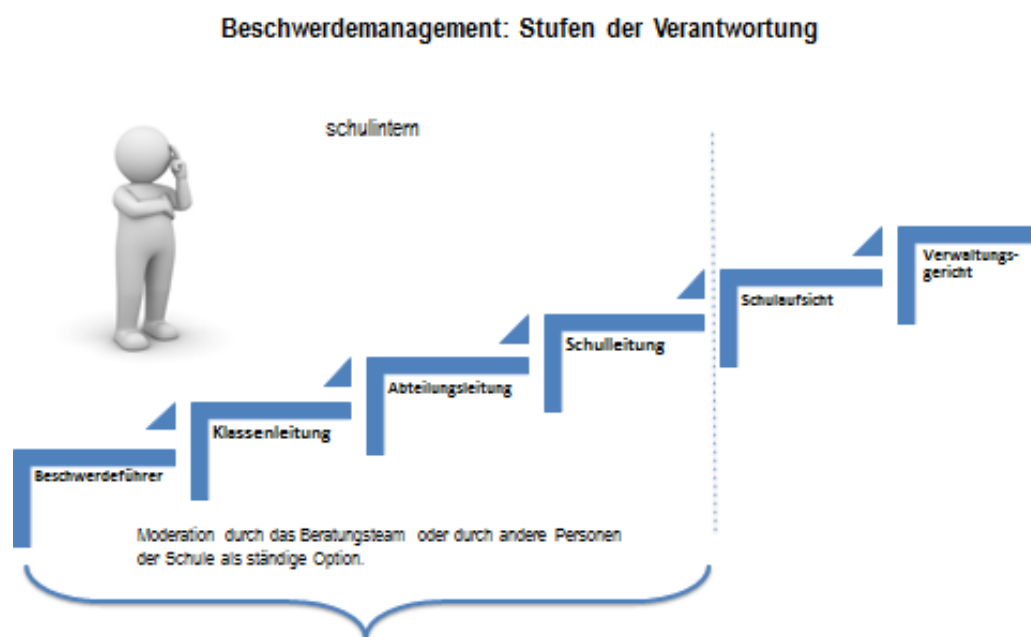 Beschwerdemanagement: Stufen der Verantwortung
schulintern
Verwaltungs-
gericht
Schulaufsicht
Schulleitung
Abteilungsleitung
Klassenleitung
Beschwerdeführer
Moderation durch das Beratungsteam oder durch andere Personen
der Schule als ständige Option.